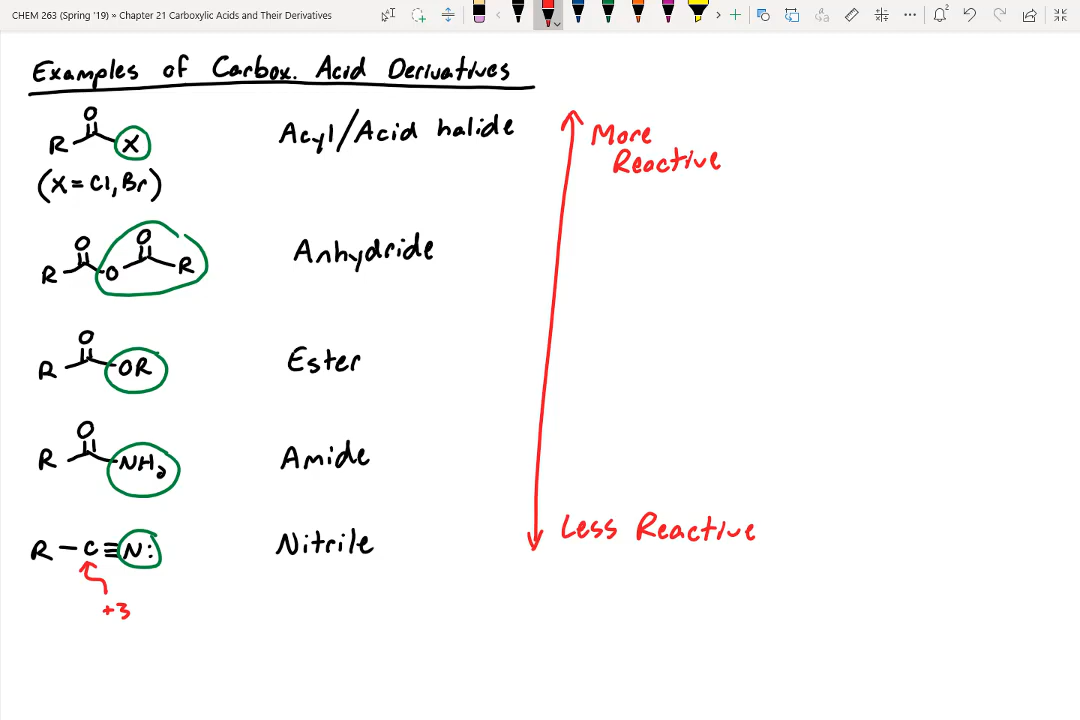 CHEM 263 (Spring '19) » Chapter 21 Carboxylic Acids and Their Derivatives
Examples of Carbox. Acid Derivatives
O
R X Acyl/Acid halide
(X = Cl, Br)
More
Reactive
O O
R O R Anhydride
O
R OR Ester
O
R NH₂ Amide
R – C ≡ N: Nitrile
Less Reactive
+3